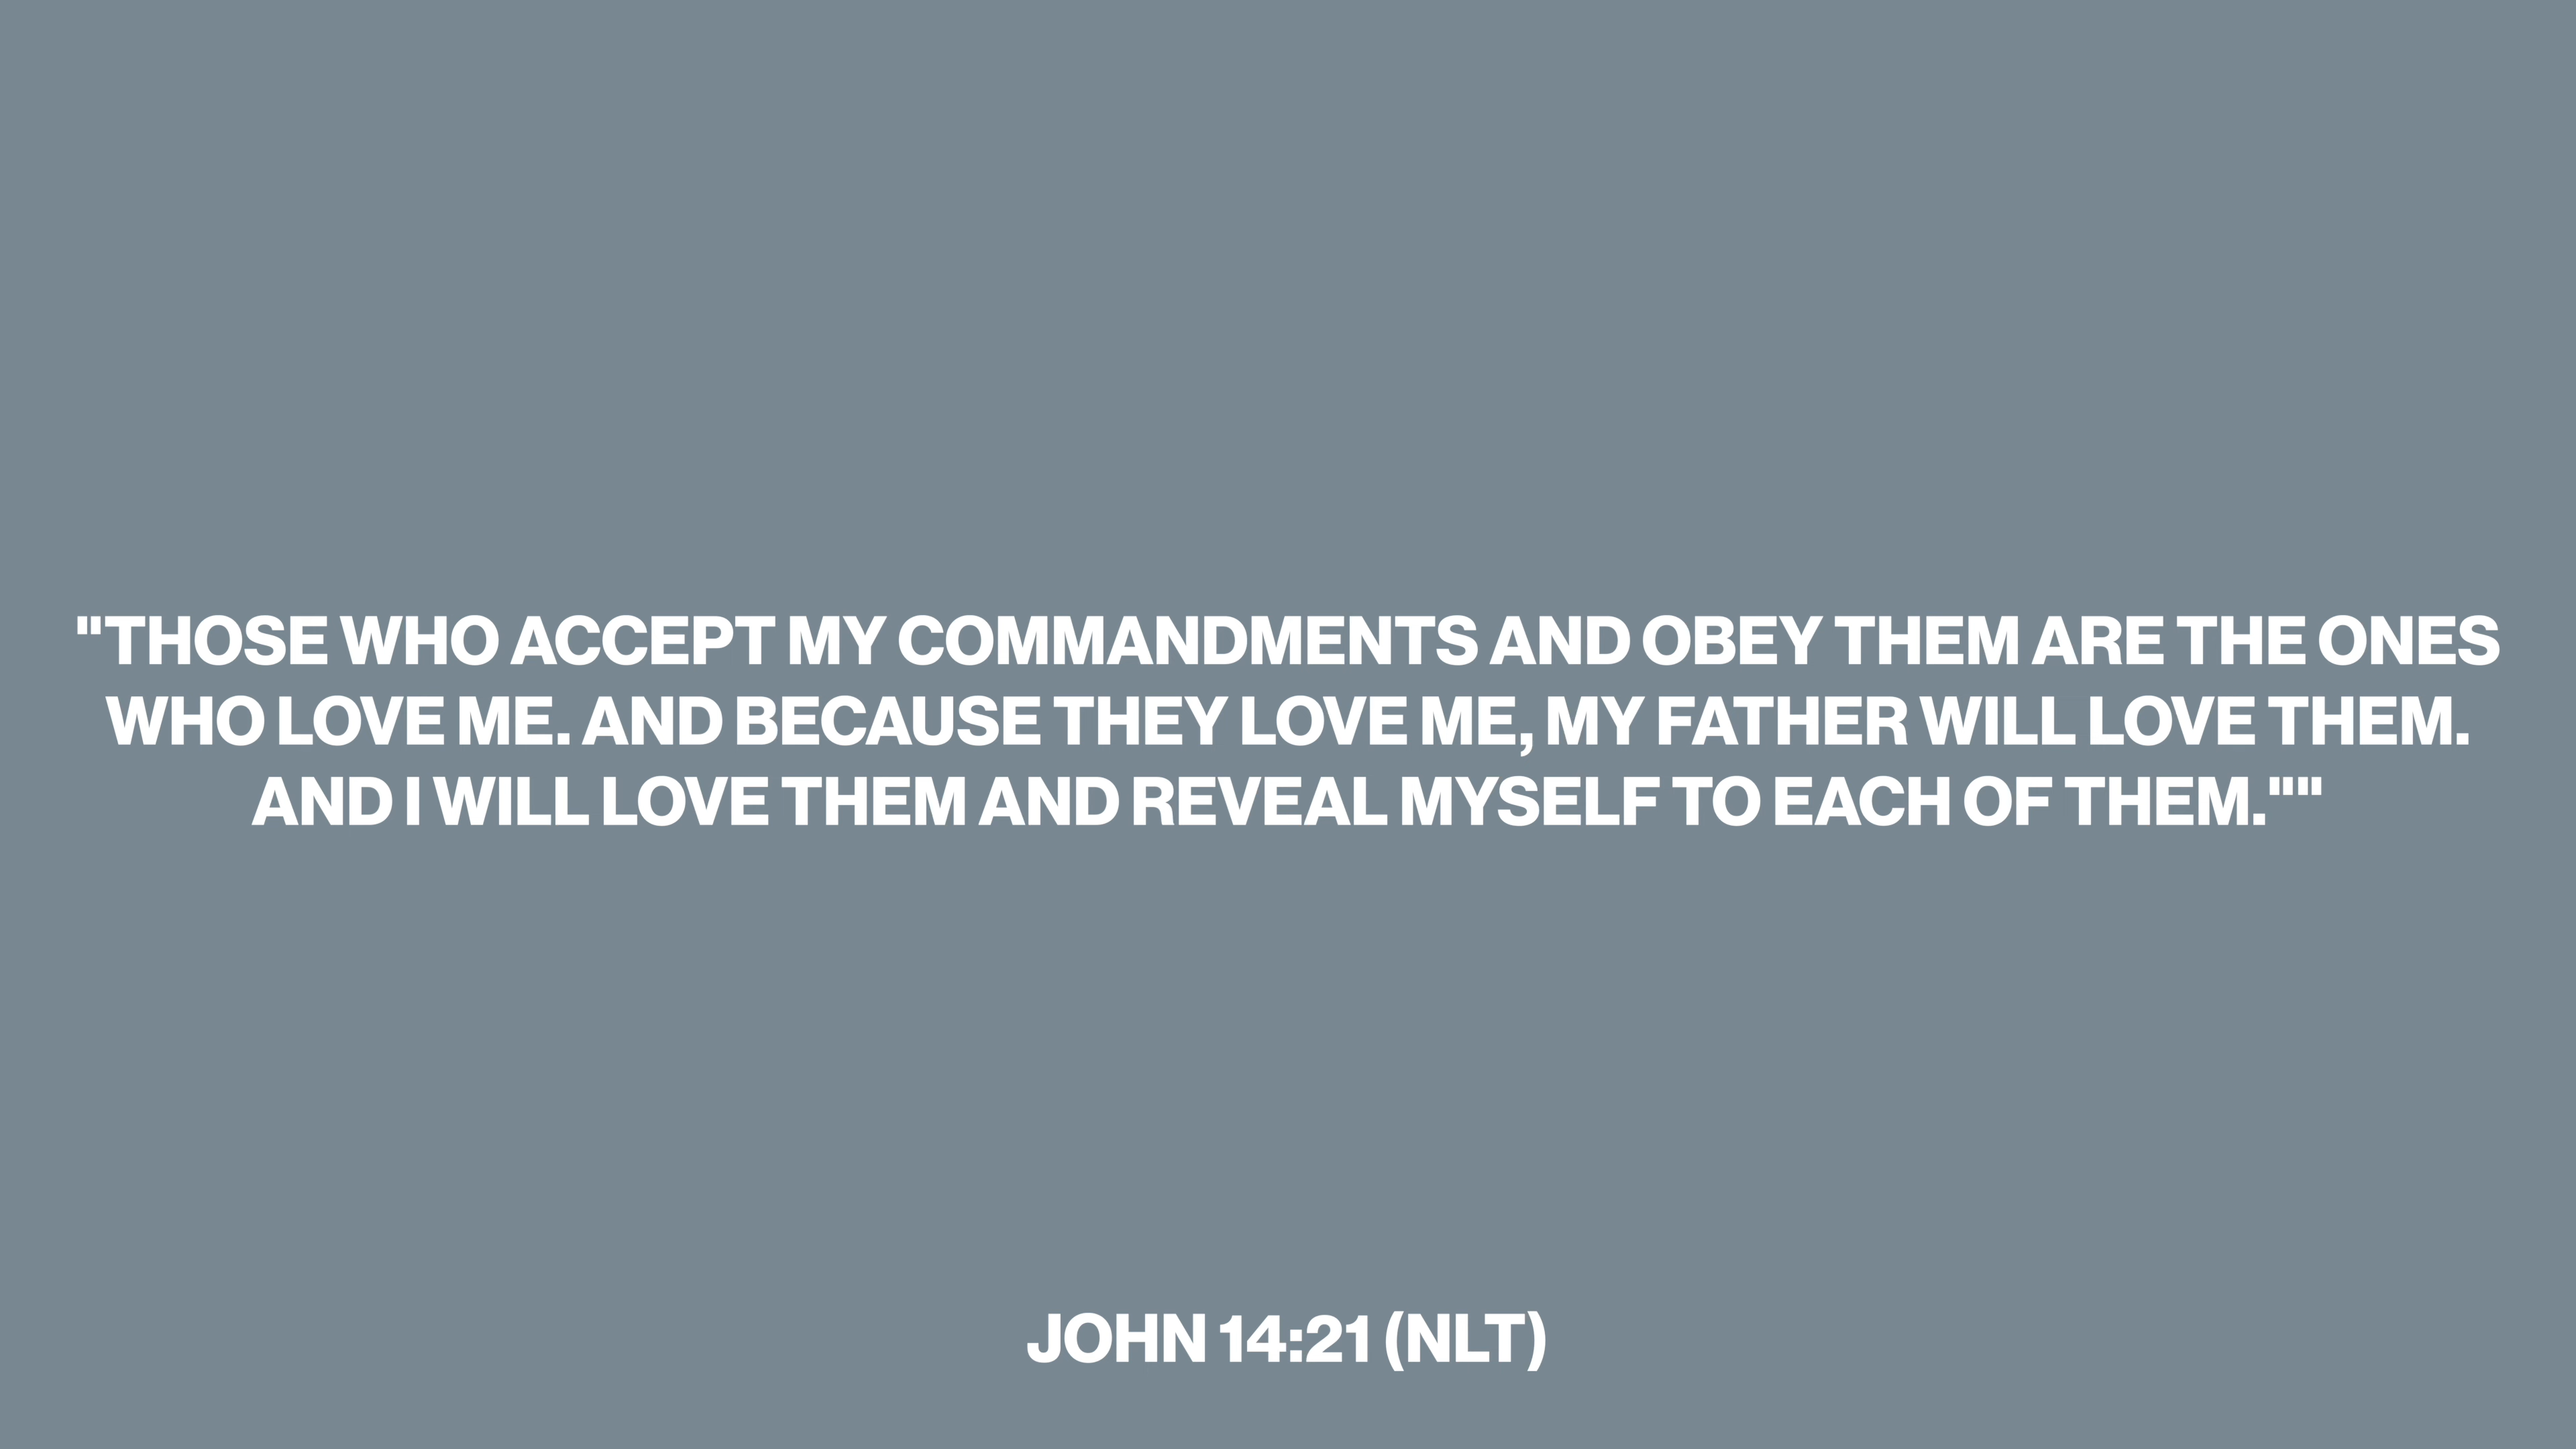 "THOSE WHO ACCEPT MY COMMANDMENTS AND OBEY THEM ARE THE ONES
WHO LOVE ME. AND BECAUSE THEY LOVE ME, MY FATHER WILL LOVE THEM.
AND I WILL LOVE THEM AND REVEAL MYSELF TO EACH OF THEM.""
JOHN 14:21 (NLT)